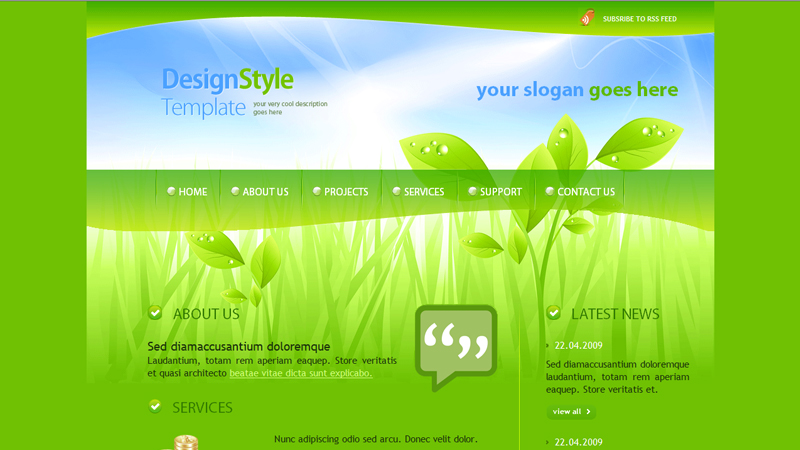 SUBSRIBE TO RSS FEED
DesignStyle
Template
your very cool description
goes here
your slogan goes here
HOME
ABOUT US
PROJECTS
SERVICES
SUPPORT
CONTACT US
ABOUT US
Sed diamaccusantium doloremque
Laudantium, totam rem aperiam eaquep. Store veritatis
et quasi architecto beatae vitae dicta sunt explicabo.
SERVICES
Nunc adipiscing odio sed arcu. Donec velit dolor.
LATEST NEWS
22.04.2009
Sed diamaccusantium doloremque
laudantium, totam rem aperiam
eaquep. Store veritatis et.
view all
22.04.2009